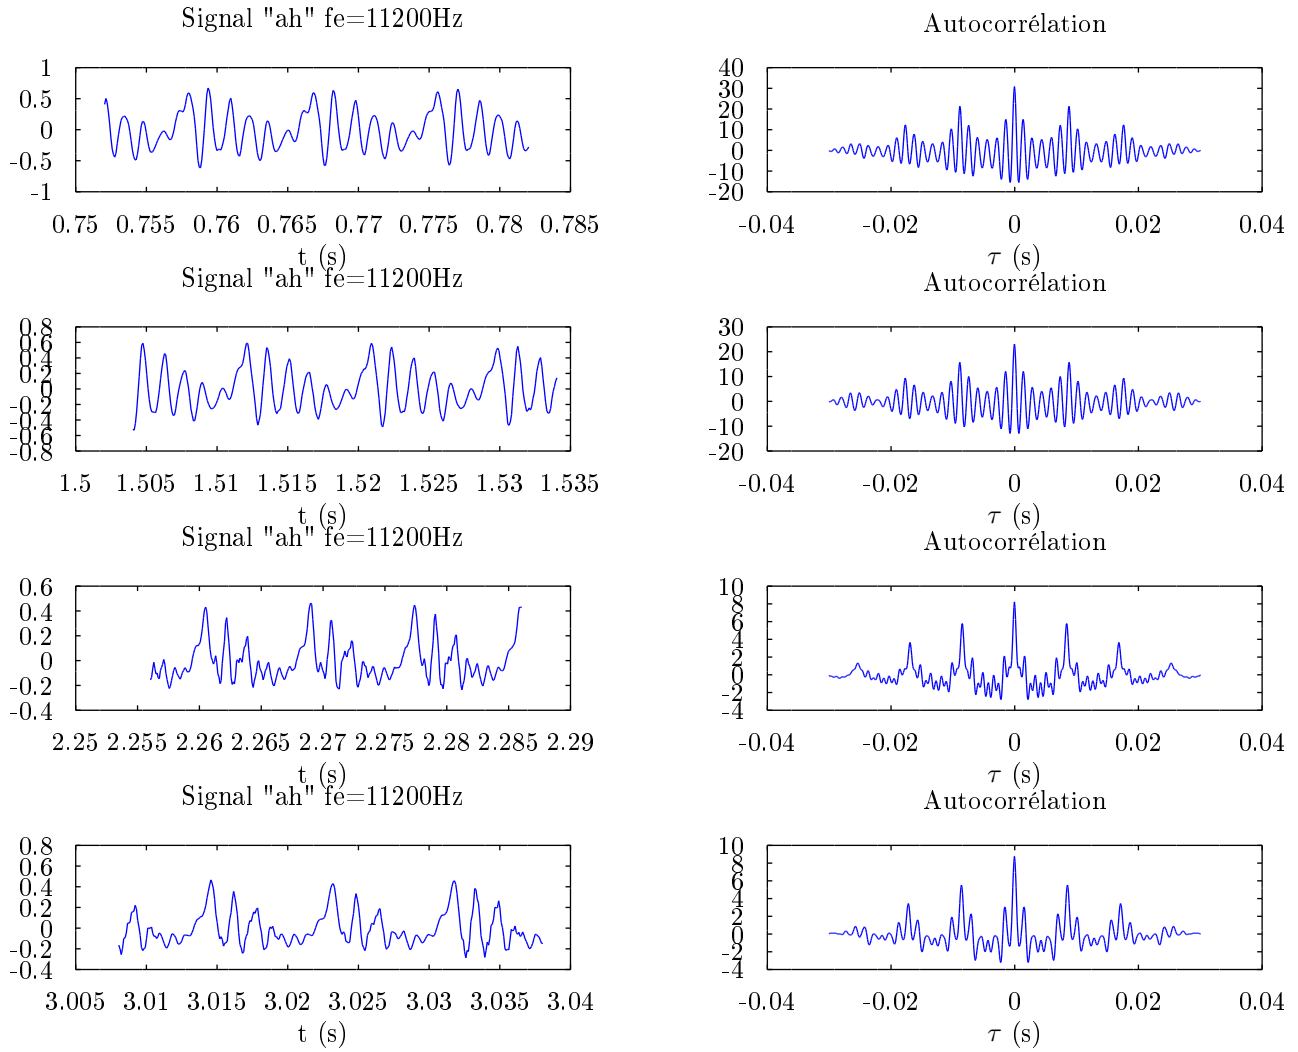 Signal "ah" fe=11200Hz
1
0.5
0
-0.5
-1
0.75 0.755 0.76 0.765 0.77 0.775 0.78 0.785
t (s)
Autocorrélation
40
30
20
10
0
-10
-20
-0.04 -0.02 0 0.02 0.04
τ (s)
Signal "ah" fe=11200Hz
0.8
0.6
0.4
0.2
0
-0.2
-0.4
-0.6
-0.8
1.5 1.505 1.51 1.515 1.52 1.525 1.53 1.535
t (s)
Autocorrélation
30
20
10
0
-10
-20
-0.04 -0.02 0 0.02 0.04
τ (s)
Signal "ah" fe=11200Hz
0.6
0.4
0.2
0
-0.2
-0.4
2.25 2.255 2.26 2.265 2.27 2.275 2.28 2.285 2.29
t (s)
Autocorrélation
10
8
6
4
2
0
-2
-4
-0.04 -0.02 0 0.02 0.04
τ (s)
Signal "ah" fe=11200Hz
0.8
0.6
0.4
0.2
0
-0.2
-0.4
3.005 3.01 3.015 3.02 3.025 3.03 3.035 3.04
t (s)
Autocorrélation
10
8
6
4
2
0
-2
-4
-0.04 -0.02 0 0.02 0.04
τ (s)